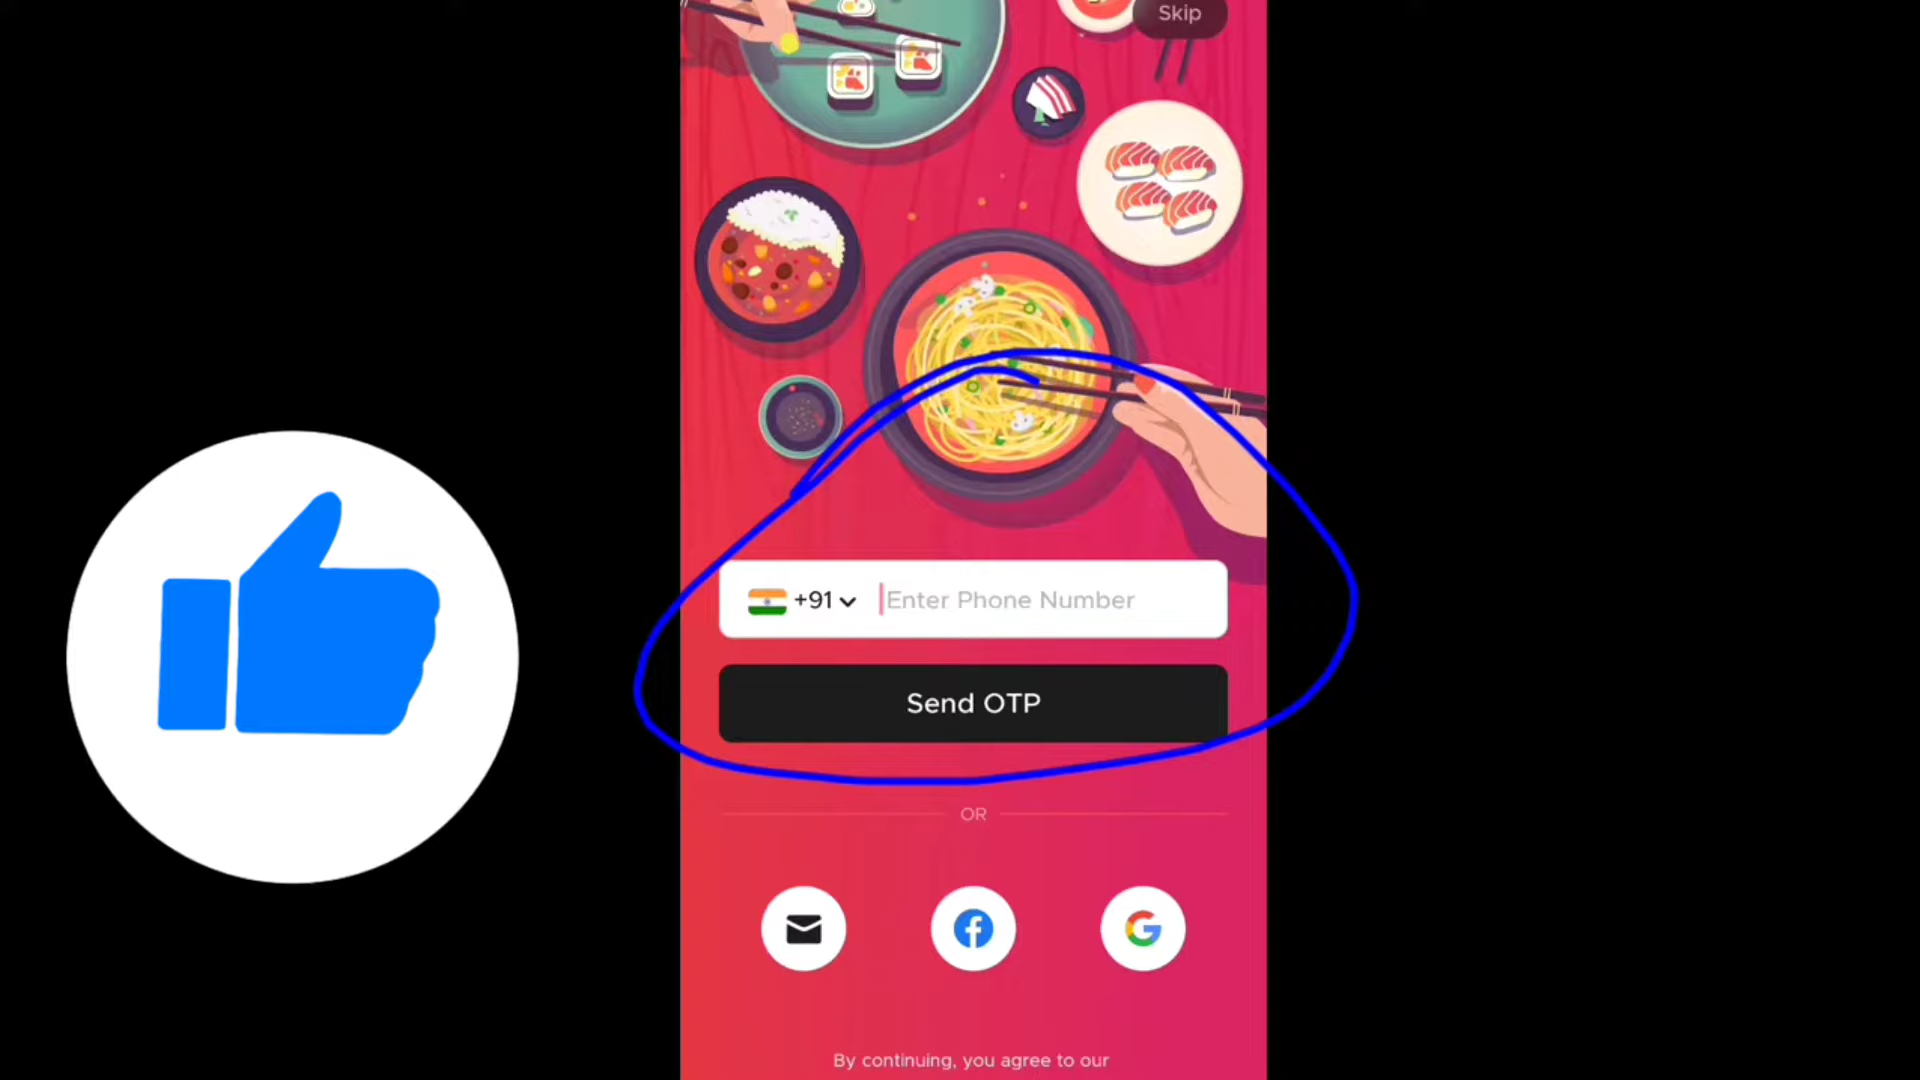 Skip
+91
Enter Phone Number
Send OTP
OR
By continuing, you agree to our